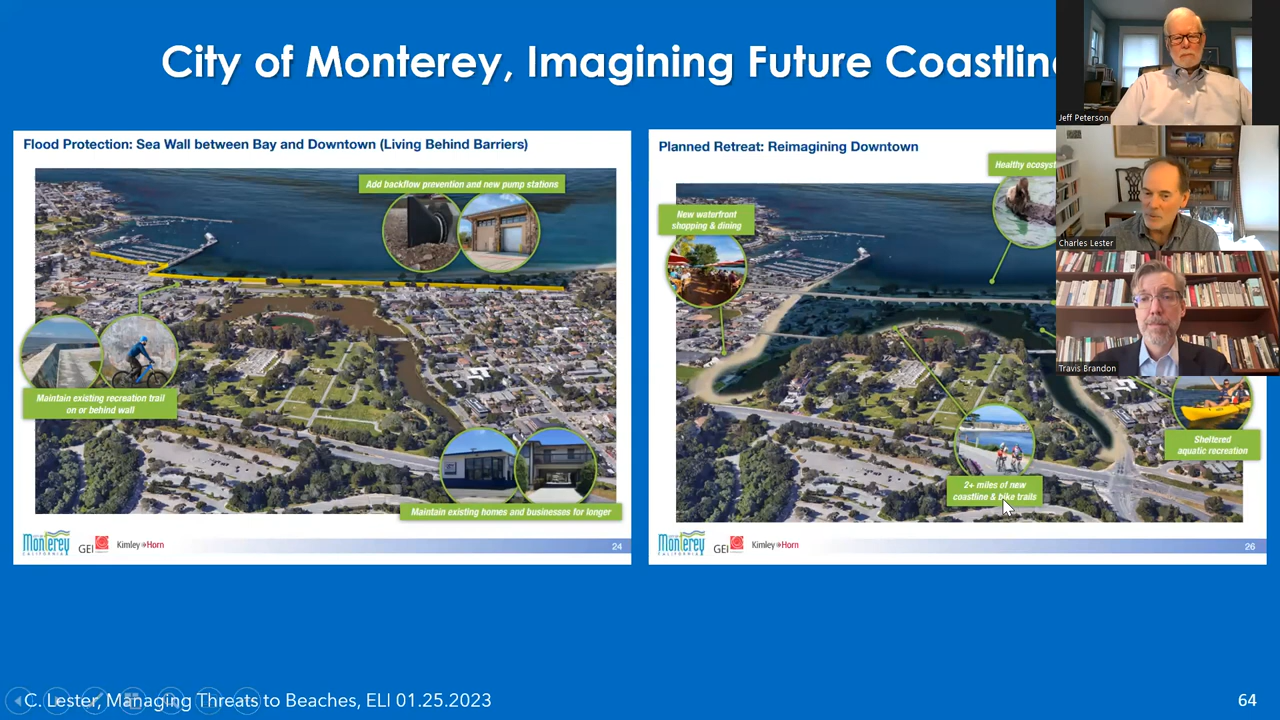 City of Monterey, Imagining Future Coastlin
Jeff Peterson
Charles Lester
Travis Brandon
Flood Protection: Sea Wall between Bay and Downtown (Living Behind Barriers)
Add backflow prevention and new pump stations
Maintain existing recreation trail
on or behind wall
Maintain existing homes and businesses for longer
Monterey
CALIFORNIA
GEI
Kimley»Horn
24
Planned Retreat: Reimagining Downtown
Healthy ecosyst
New waterfront
shopping & dining
2+ miles of new
coastline & bike trails
Sheltered
aquatic recreation
Monterey
CALIFORNIA
GEI
Kimley»Horn
26
C. Lester, Managing Threats to Beaches, ELI 01.25.2023
64